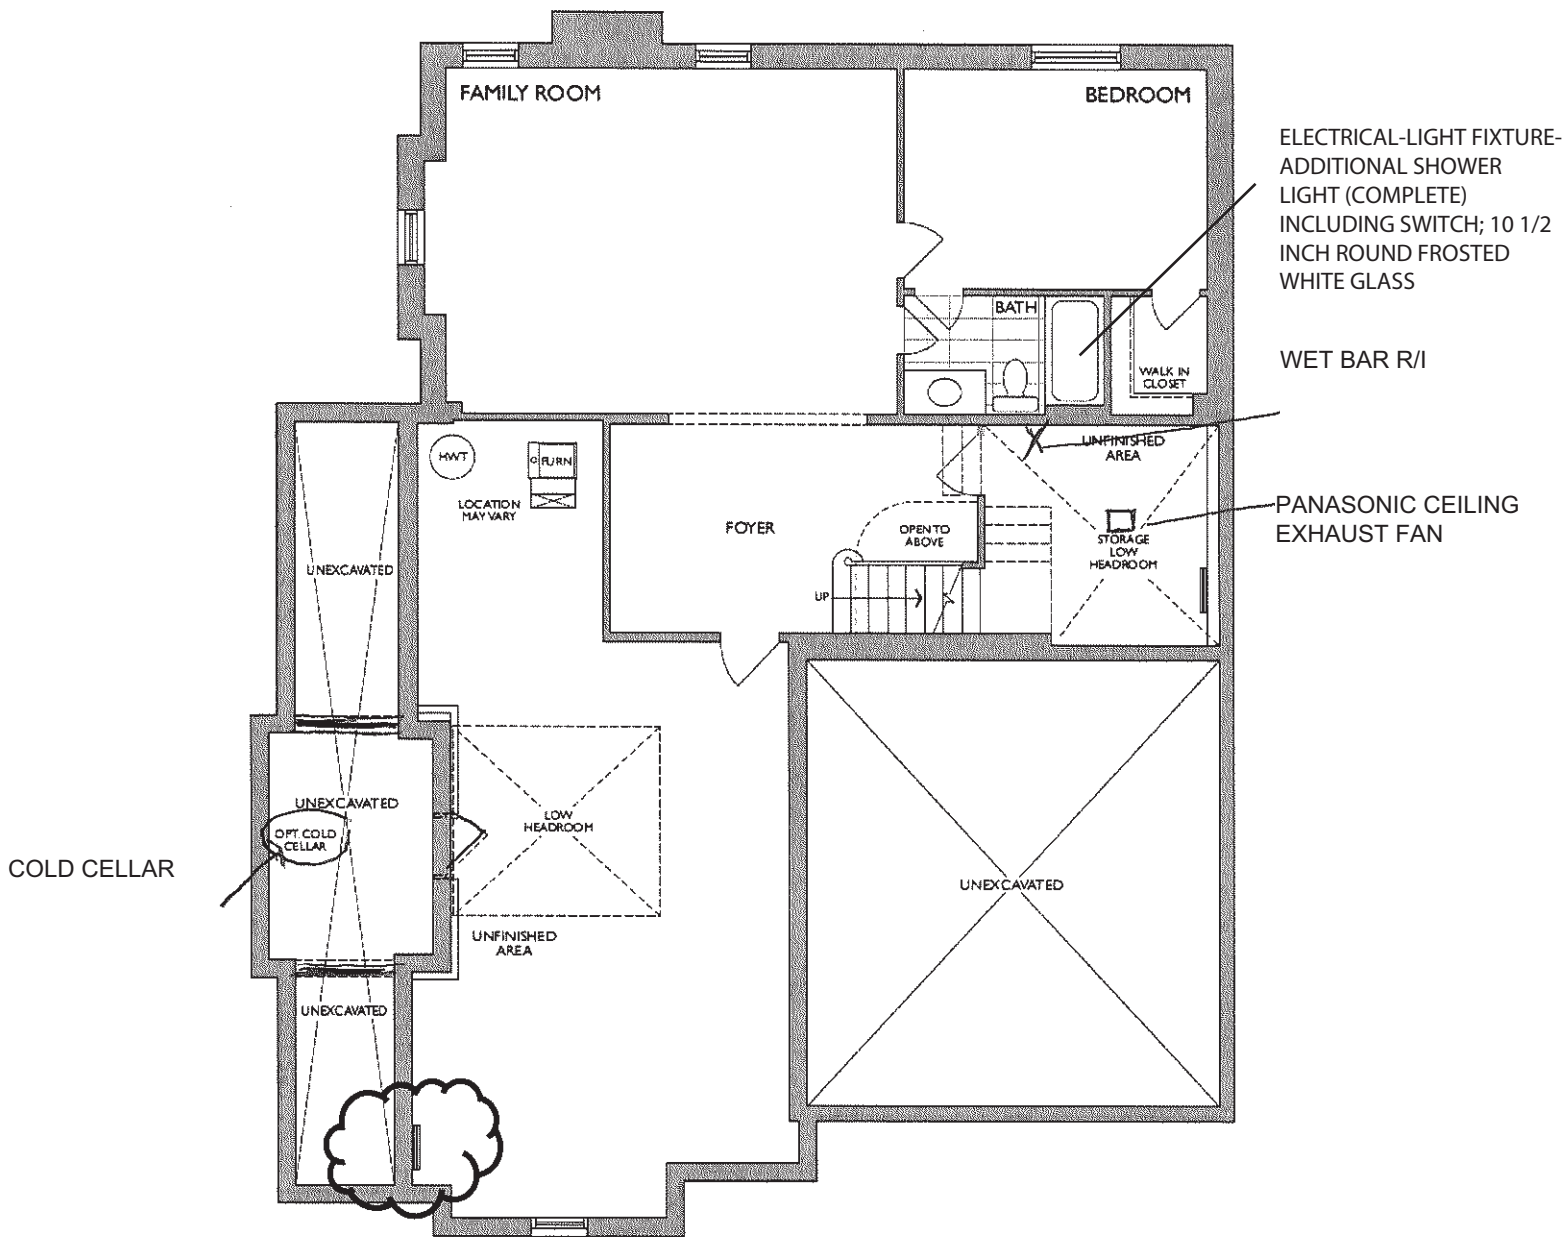 FAMILY ROOM
BEDROOM
ELECTRICAL-LIGHT FIXTURE-
ADDITIONAL SHOWER
LIGHT (COMPLETE)
INCLUDING SWITCH; 10 1/2
INCH ROUND FROSTED
WHITE GLASS
BATH
WALK IN
CLOSET
WET BAR R/I
HWT
FURN
LOCATION
MAY VARY
UNFINISHED
AREA
FOYER
OPEN TO
ABOVE
PANASONIC CEILING
EXHAUST FAN
STORAGE
LOW
HEADROOM
UNEXCAVATED
UP
UNEXCAVATED
OPT. COLD
CELLAR
LOW
HEADROOM
COLD CELLAR
UNEXCAVATED
UNFINISHED
AREA
UNEXCAVATED